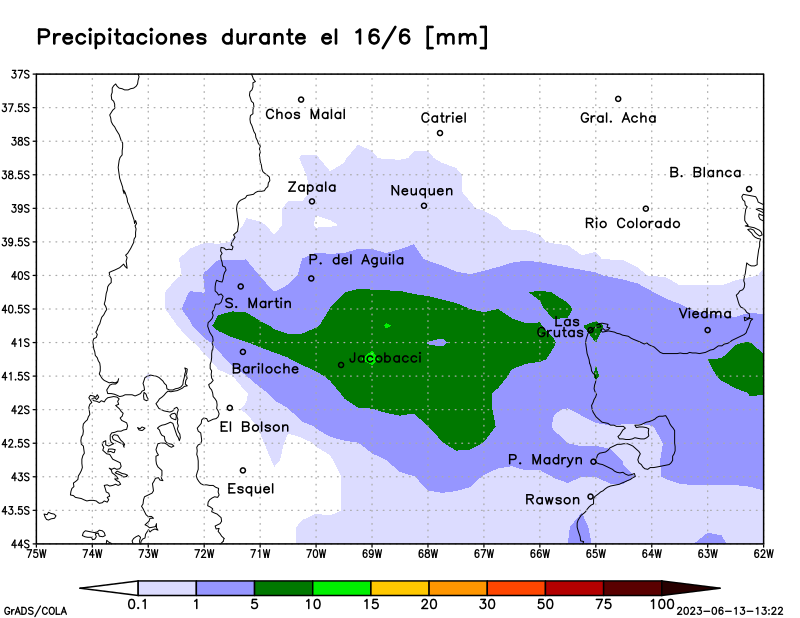 Precipitaciones durante el 16/6 [mm]
37S
37.5S
Chos Malal
Catriel
Gral. Acha
38S
38.5S
B. Blanca
Zapala
Neuquen
39S
Rio Colorado
39.5S
P. del Aguila
40S
S. Martin
40.5S
Viedma
Las
Grutas
41S
Jacobacci
Bariloche
41.5S
42S
El Bolson
42.5S
P. Madryn
43S
Esquel
Rawson
43.5S
44S
75W 74W 73W 72W 71W 70W 69W 68W 67W 66W 65W 64W 63W 62W
0.1 1 5 10 15 20 30 50 75 100
GrADS/COLA
2023-06-13-13:22